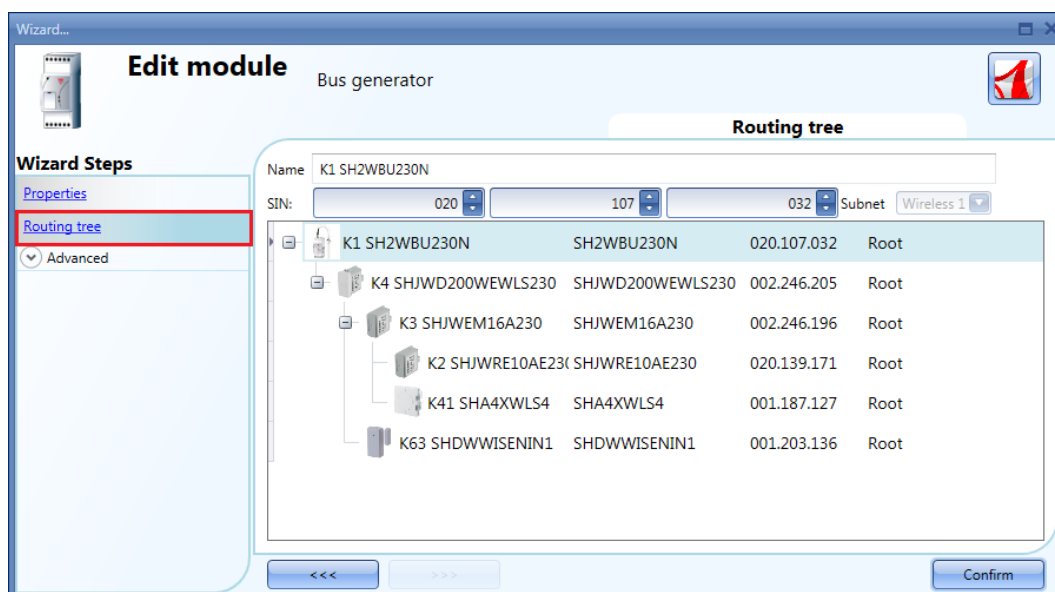 Wizard...
Edit module
Bus generator
Routing tree
Wizard Steps
Properties
Routing tree
Advanced
Name K1 SH2WBU230N
SIN: 020 107 032 Subnet Wireless 1
K1 SH2WBU230N SH2WBU230N 020.107.032 Root
K4 SHJWD200WEWLS230 SHJWD200WEWLS230 002.246.205 Root
K3 SHJWEM16A230 SHJWEM16A230 002.246.196 Root
K2 SHJWRE10AE23( SHJWRE10AE230 020.139.171 Root
K41 SHA4XWLS4 SHA4XWLS4 001.187.127 Root
K63 SHDWWISENIN1 SHDWWISENIN1 001.203.136 Root
<<< >>> Confirm